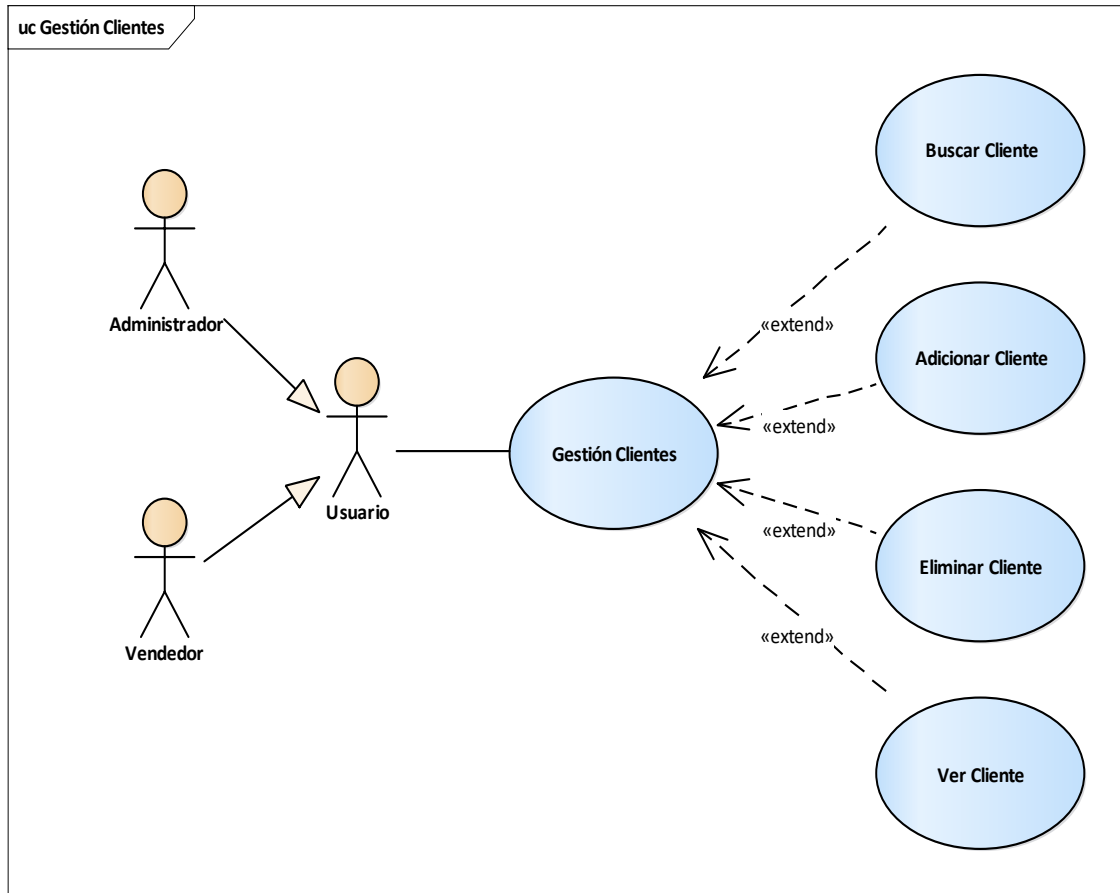 uc Gestión Clientes
Buscar Cliente
Administrador
«extend»
Adicionar Cliente
«extend»
Gestión Clientes
Usuario
«extend»
Eliminar Cliente
Vendedor
«extend»
Ver Cliente